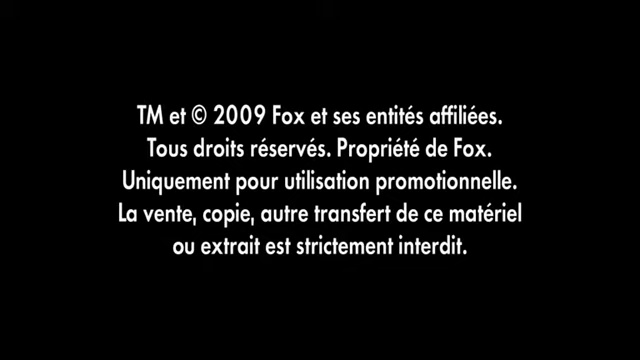 TM et © 2009 Fox et ses entités affiliées.
Tous droits réservés. Propriété de Fox.
Uniquement pour utilisation promotionnelle.
La vente, copie, autre transfert de ce matériel
ou extrait est strictement interdit.